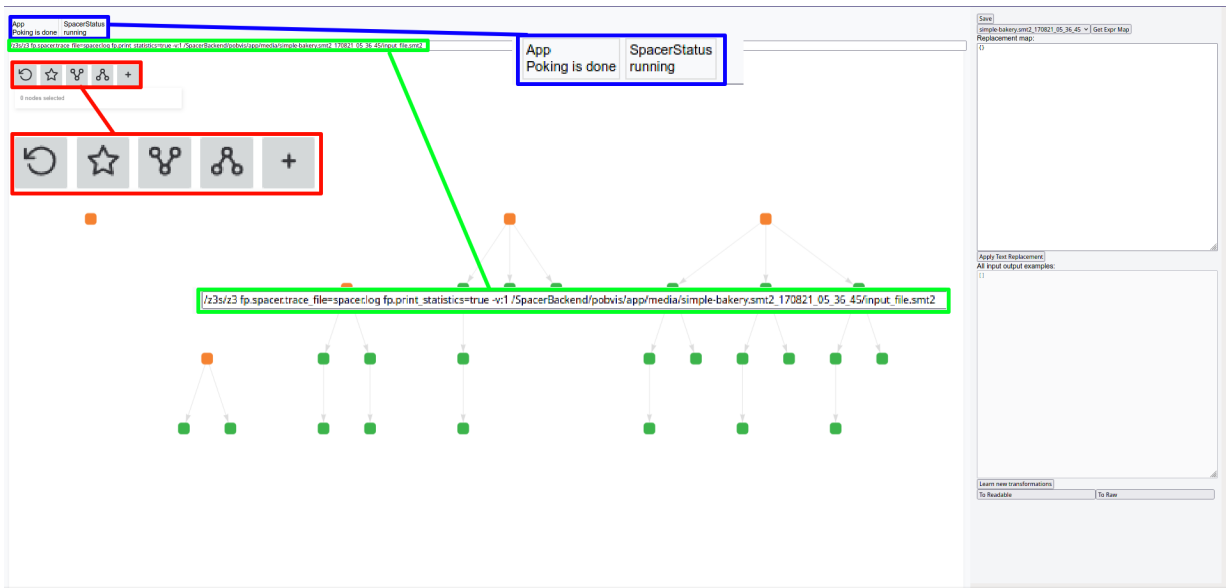 App SpacerStatus
Poking is done running
/z3s/z3 fp.spacer.trace_file=spacer.log fp.print_statistics=true -v:1 /SpacerBackend/pobvis/app/media/simple-bakery.smt2_170821_05_36_45/input_file.smt2
App SpacerStatus
Poking is done running
+
0 nodes selected
+
/z3s/z3 fp.spacer.trace_file=spacer.log fp.print_statistics=true -v:1 /SpacerBackend/pobvis/app/media/simple-bakery.smt2_170821_05_36_45/input_file.smt2
Save
simple-bakery.smt2_170821_05_36_45 Get Expr Map
Replacement map:
{}
Apply Text Replacement
All input output examples:
[]
Learn new transformations
To Readable To Raw